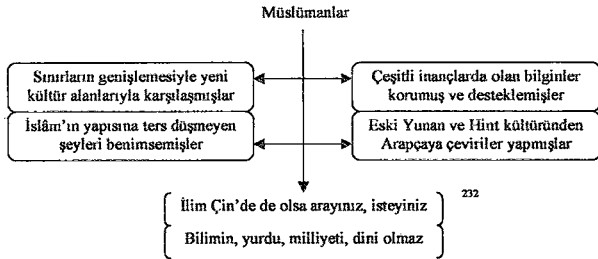 Müslümanlar
Sınırların genişlemesiyle yeni
kültür alanlarıyla karşılaşmışlar
Çeşitli inançlarda olan bilginler
korumuş ve desteklemişler
İslâm'ın yapısına ters düşmeyen
şeyleri benimsemişler
Eski Yunan ve Hint kültüründen
Arapçaya çeviriler yapmışlar
İlim Çin'de de olsa arayınız, isteyiniz
232
Bilimin, yurdu, milliyeti, dini olmaz